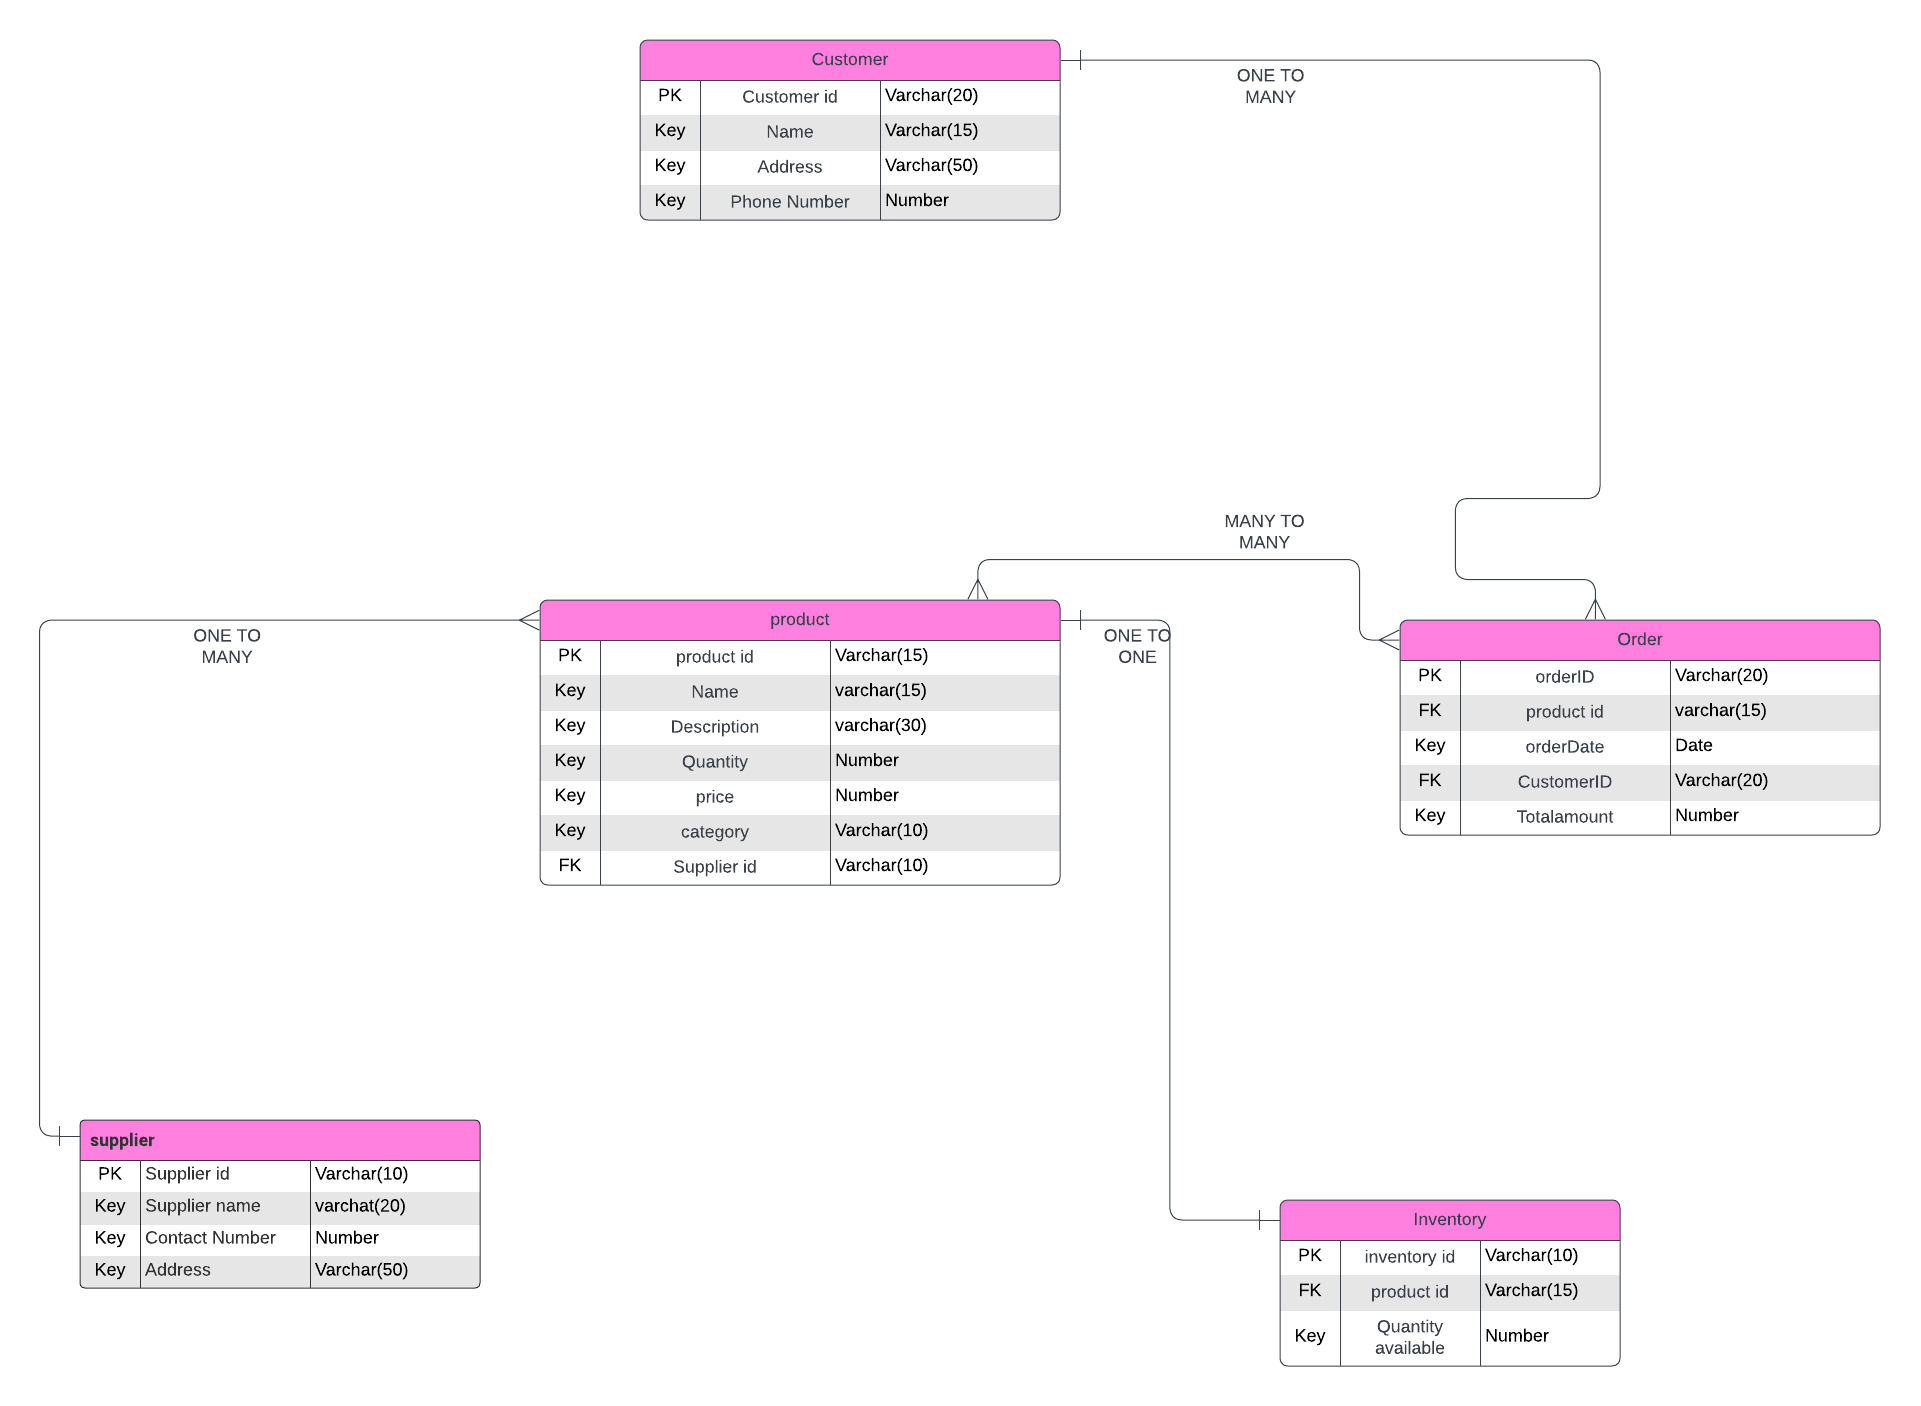 Customer
PK Customer id Varchar(20)
Key Name Varchar(15)
Key Address Varchar(50)
Key Phone Number Number
ONE TO
MANY
MANY TO
MANY
ONE TO
MANY
product
PK product id Varchar(15)
Key Name varchar(15)
Key Description varchar(30)
Key Quantity Number
Key price Number
Key category Varchar(10)
FK Supplier id Varchar(10)
ONE TO
ONE
Order
PK orderID Varchar(20)
FK product id varchar(15)
Key orderDate Date
FK CustomerID Varchar(20)
Key Totalamount Number
supplier
PK Supplier id Varchar(10)
Key Supplier name varchat(20)
Key Contact Number Number
Key Address Varchar(50)
Inventory
PK inventory id Varchar(10)
FK product id Varchar(15)
Key Quantity
available Number